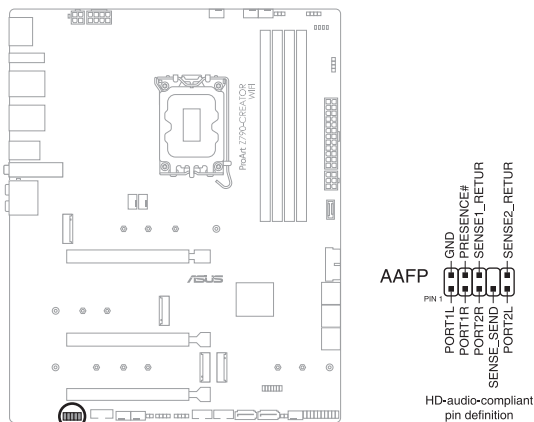 ProArt Z790-CREATOR
WIFI
ASUS
AAFP
PIN 1
GND
PRESENCE#
SENSE1_RETUR
SENSE2_RETUR
PORT1L
PORT1R
PORT2R
SENSE_SEND
PORT2L
HD-audio-compliant
pin definition